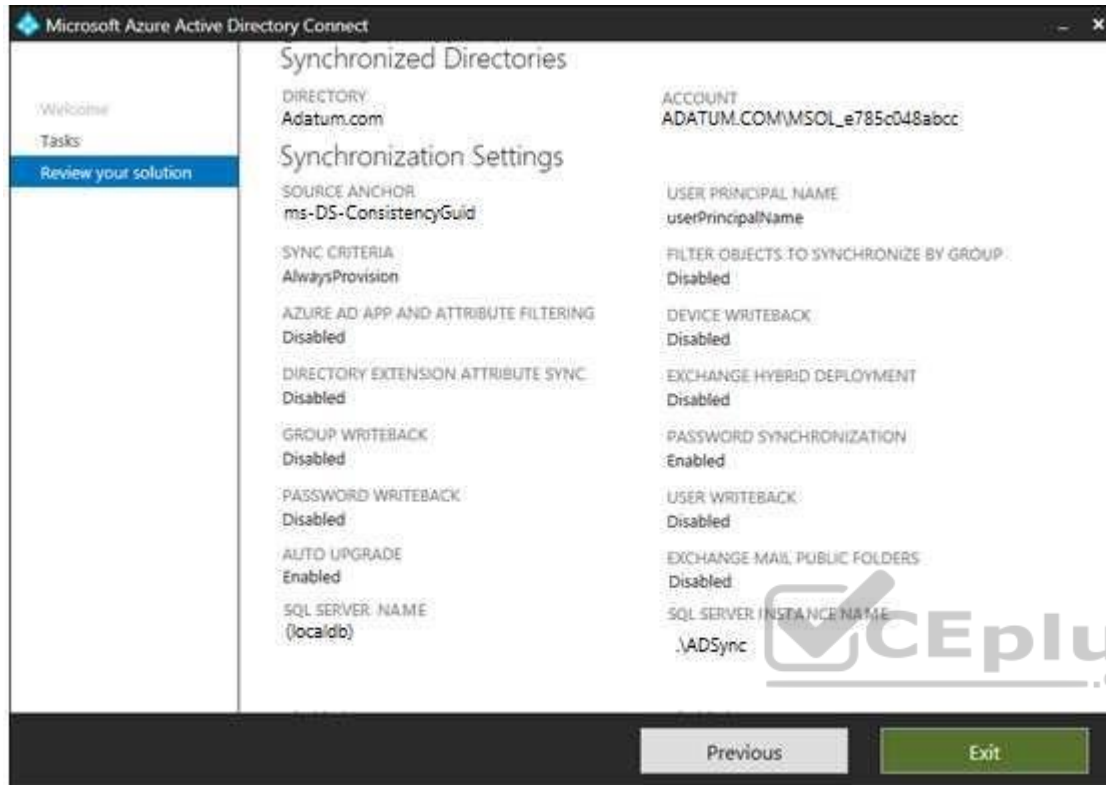 Microsoft Azure Active Directory Connect
Welcome
Tasks
Review your solution
Synchronized Directories
DIRECTORY
Adatum.com
ACCOUNT
ADATUM.COM\MSOL_e785c048abcc
Synchronization Settings
SOURCE ANCHOR
ms-DS-ConsistencyGuid
USER PRINCIPAL NAME
userPrincipalName
SYNC CRITERIA
AlwaysProvision
FILTER OBJECTS TO SYNCHRONIZE BY GROUP
Disabled
AZURE AD APP AND ATTRIBUTE FILTERING
Disabled
DEVICE WRITEBACK
Disabled
DIRECTORY EXTENSION ATTRIBUTE SYNC
Disabled
EXCHANGE HYBRID DEPLOYMENT
Disabled
GROUP WRITEBACK
Disabled
PASSWORD SYNCHRONIZATION
Enabled
PASSWORD WRITEBACK
Disabled
USER WRITEBACK
Disabled
AUTO UPGRADE
Enabled
EXCHANGE MAIL PUBLIC FOLDERS
Disabled
SQL SERVER NAME
(localdb)
SQL SERVER INSTANCE NAME
.\ADSync
CEplu
Previous
Exit